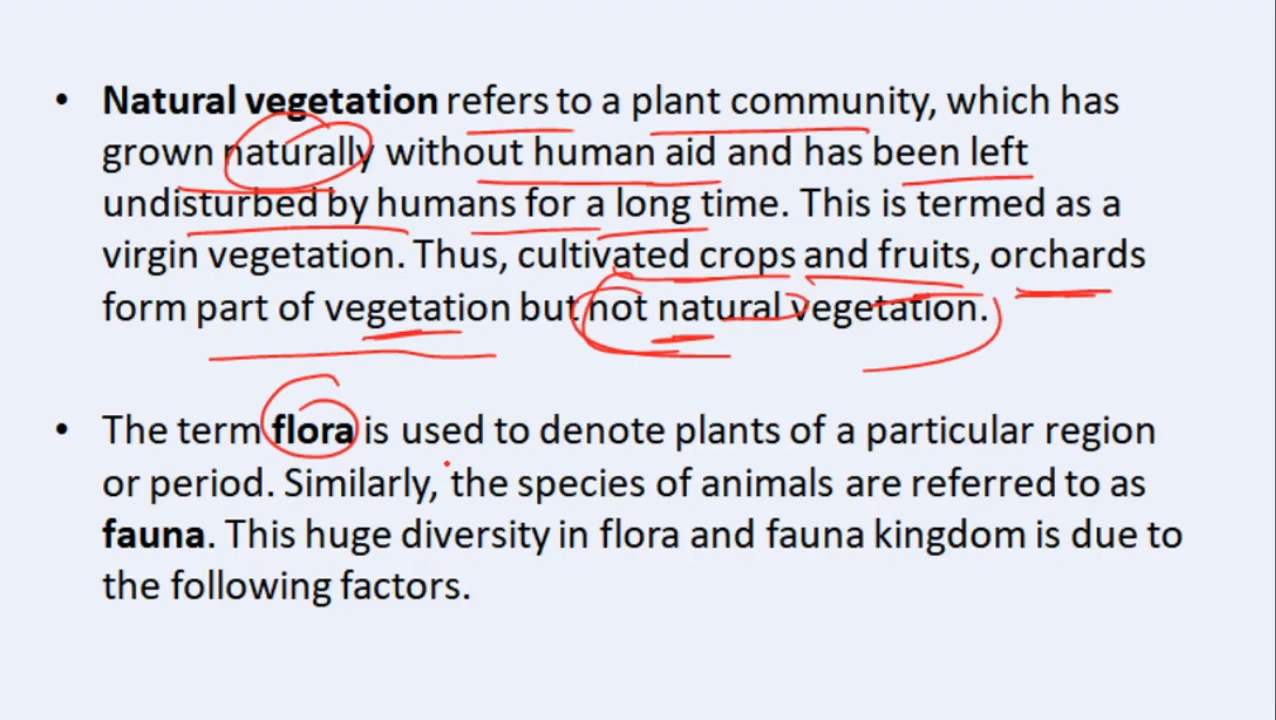 • Natural vegetation refers to a plant community, which has
grown naturally without human aid and has been left
undisturbed by humans for a long time. This is termed as a
virgin vegetation. Thus, cultivated crops and fruits, orchards
form part of vegetation but not natural vegetation.
• The term flora is used to denote plants of a particular region
or period. Similarly, the species of animals are referred to as
fauna. This huge diversity in flora and fauna kingdom is due to
the following factors.